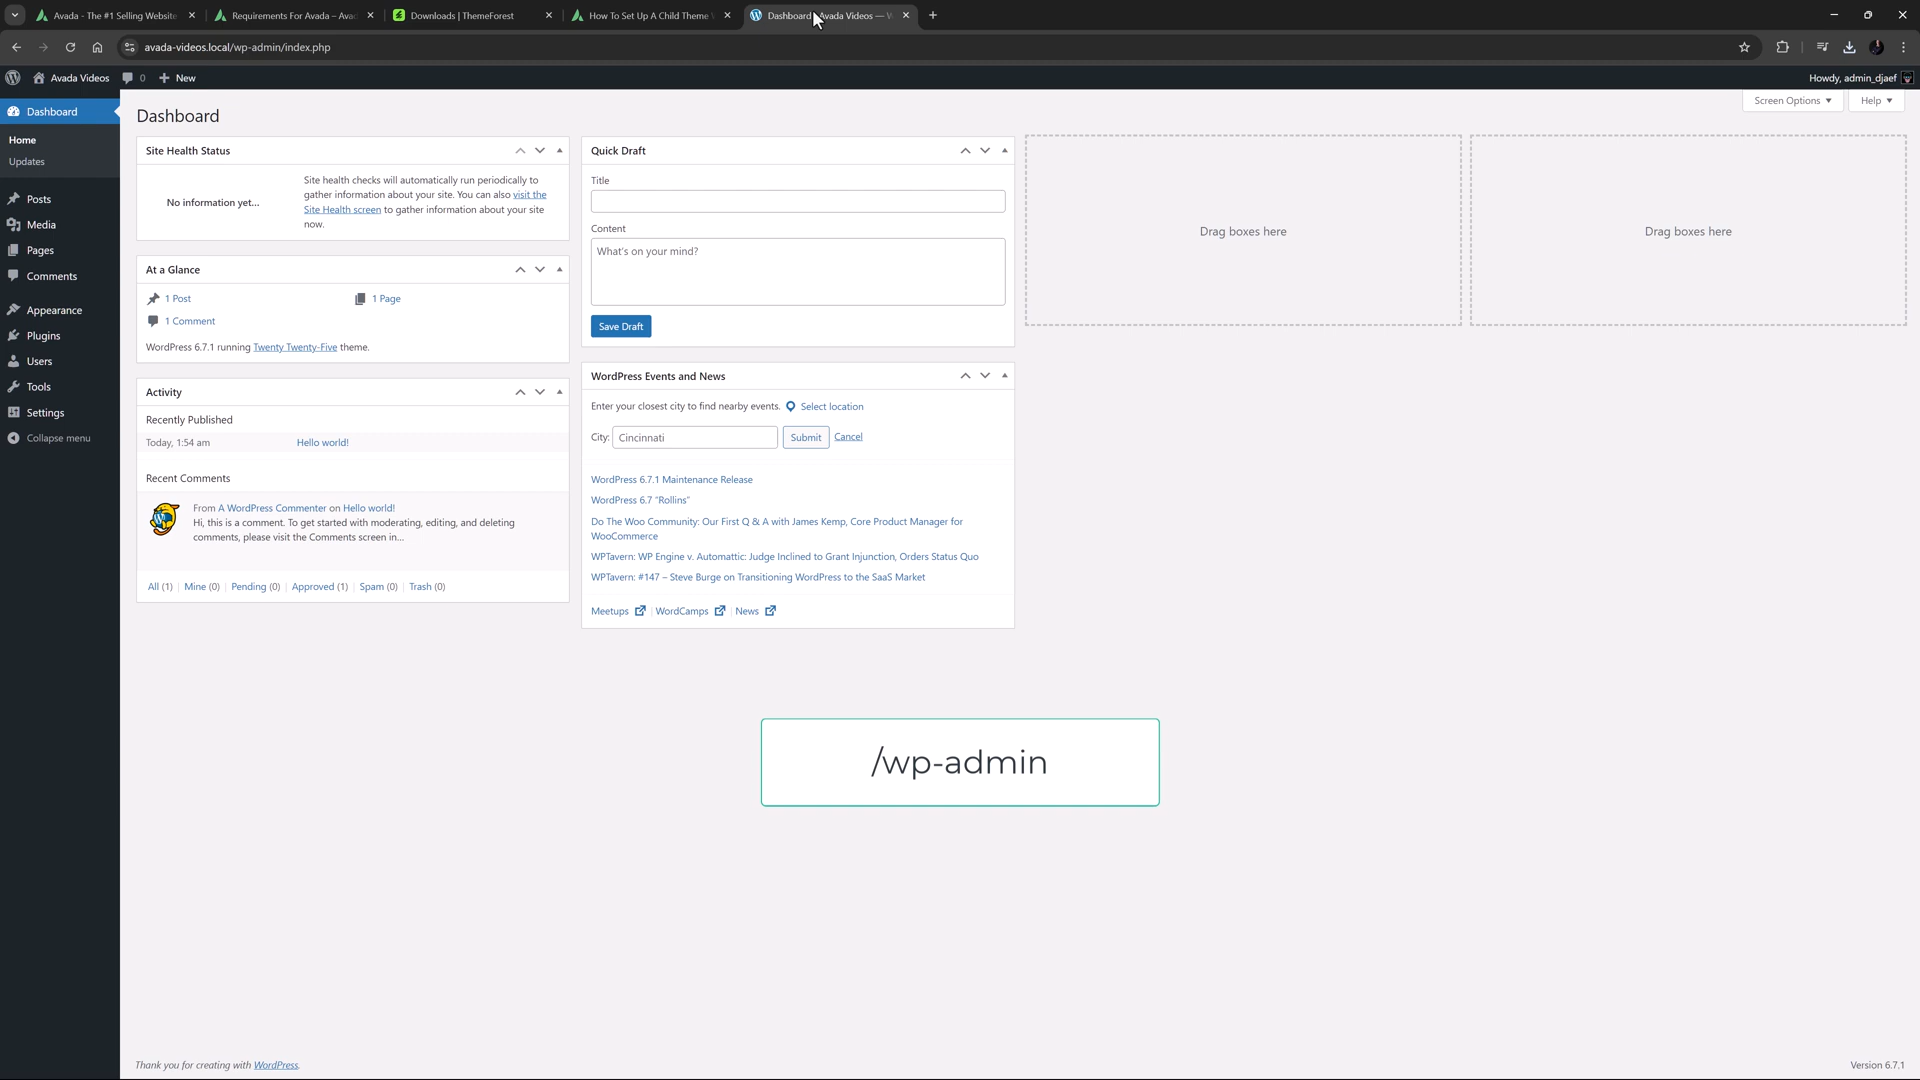 Avada - The #1 Selling Website
Requirements For Avada – Ava
Downloads | ThemeForest
How To Set Up A Child Theme
Dashboard Avada Videos — W
avada-videos.local/wp-admin/index.php
Avada Videos
0
New
Howdy, admin_djaef
Dashboard
Home
Updates
Posts
Media
Pages
Comments
Appearance
Plugins
Users
Tools
Settings
Collapse menu
Screen Options
Help
Dashboard
Site Health Status
No information yet...
Site health checks will automatically run periodically to
gather information about your site. You can also visit the
Site Health screen to gather information about your site
now.
At a Glance
1 Post
1 Page
1 Comment
WordPress 6.7.1 running Twenty Twenty-Five theme.
Activity
Recently Published
Today, 1:54 am
Hello world!
Recent Comments
From A WordPress Commenter on Hello world!
Hi, this is a comment. To get started with moderating, editing, and deleting
comments, please visit the Comments screen in...
All (1) | Mine (0) | Pending (0) | Approved (1) | Spam (0) | Trash (0)
Quick Draft
Title
Content
What's on your mind?
Save Draft
WordPress Events and News
Enter your closest city to find nearby events. Select location
City: Cincinnati Submit Cancel
WordPress 6.7.1 Maintenance Release
WordPress 6.7 “Rollins”
Do The Woo Community: Our First Q & A with James Kemp, Core Product Manager for
WooCommerce
WPTavern: WP Engine v. Automattic: Judge Inclined to Grant Injunction, Orders Status Quo
WPTavern: #147 – Steve Burge on Transitioning WordPress to the SaaS Market
Meetups | WordCamps | News
Drag boxes here
Drag boxes here
/wp-admin
Thank you for creating with WordPress.
Version 6.7.1